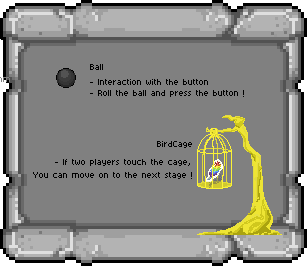 Ball
- Interaction with the button
- Roll the ball and press the button !
BirdCage
- If two players touch the cage,
You can move on to the next stage !